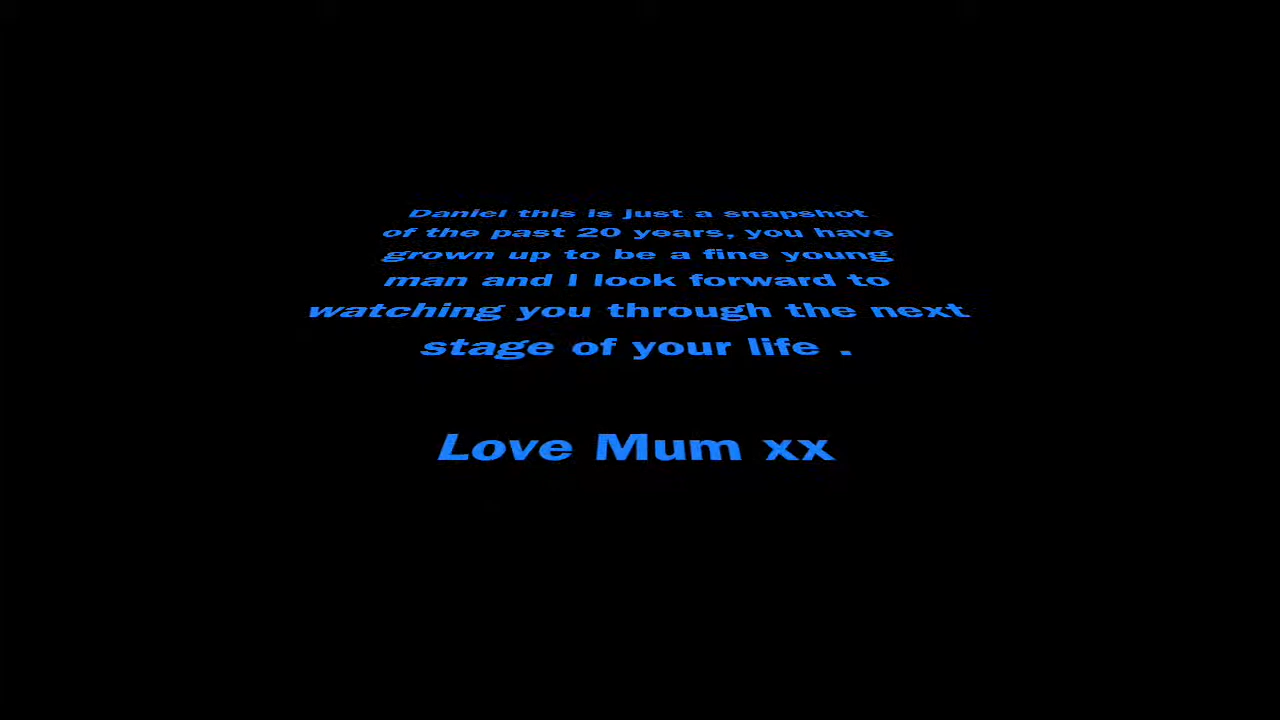 Daniel this is just a snapshot
of the past 20 years, you have
grown up to be a fine young
man and I look forward to
watching you through the next
stage of your life .
Love Mum xx